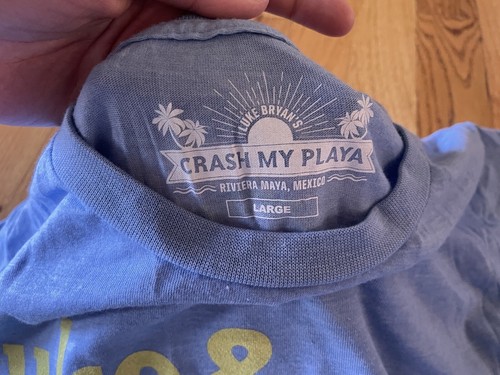 LUKE BRYAN'S
CRASH MY PLAYA
RIVIERA MAYA, MEXICO
LARGE
&